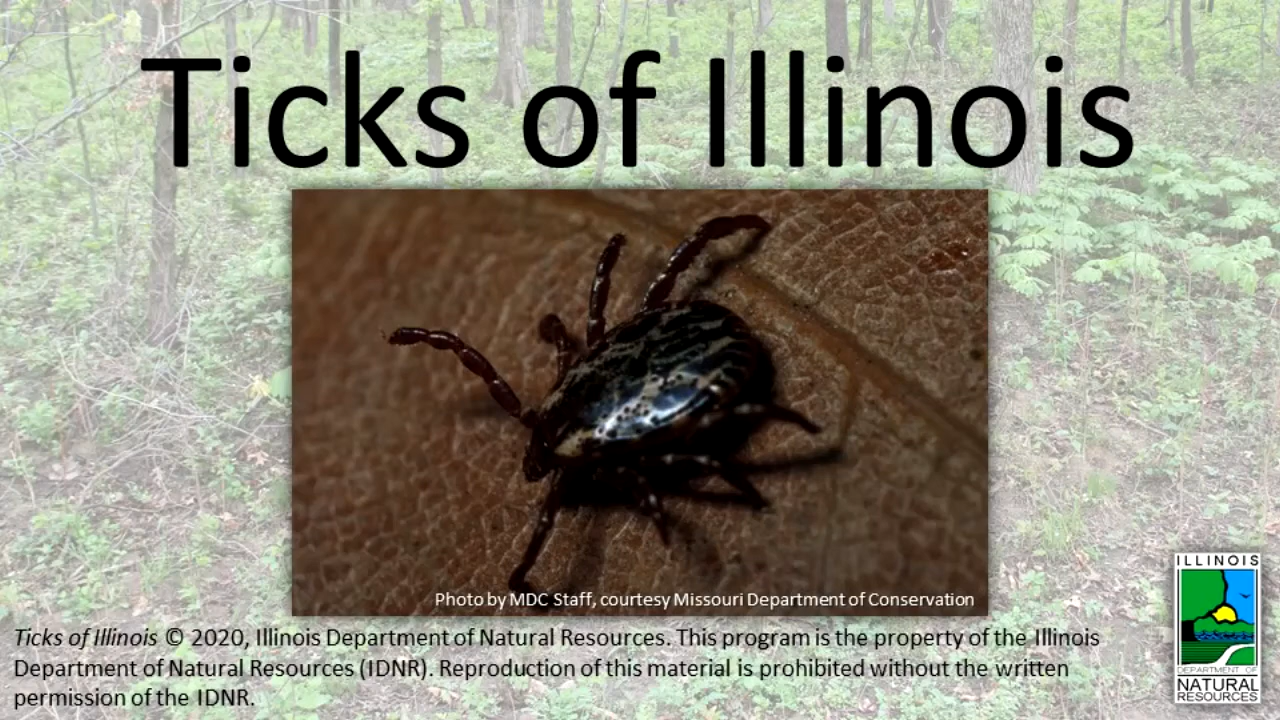 Ticks of Illinois
Photo by MDC Staff, courtesy Missouri Department of Conservation
Ticks of Illinois © 2020, Illinois Department of Natural Resources. This program is the property of the Illinois
Department of Natural Resources (IDNR). Reproduction of this material is prohibited without the written
permission of the IDNR.
ILLINOIS
DEPARTMENT OF
NATURAL
RESOURCES